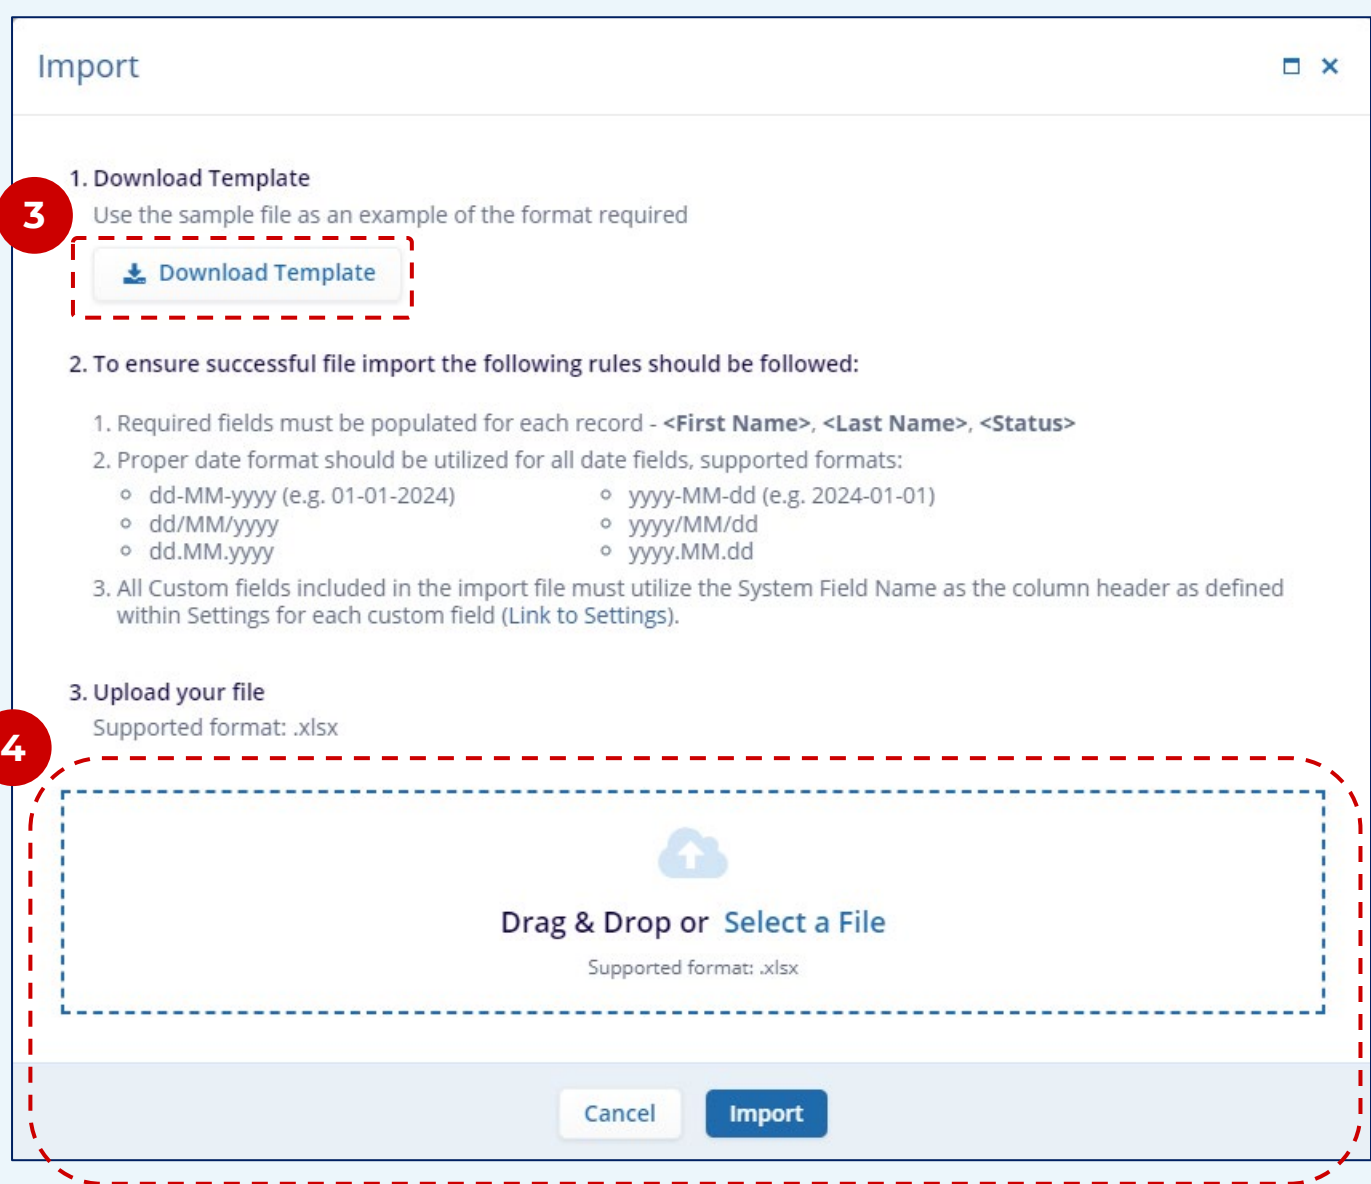 Import
1. Download Template
3
Use the sample file as an example of the format required
Download Template
2. To ensure successful file import the following rules should be followed:
1. Required fields must be populated for each record - <First Name>, <Last Name>, <Status>
2. Proper date format should be utilized for all date fields, supported formats:
dd-MM-yyyy (e.g. 01-01-2024)
dd/MM/yyyy
dd.MM.yyyy
yyyy-MM-dd (e.g. 2024-01-01)
yyyy/MM/dd
yyyy.MM.dd
3. All Custom fields included in the import file must utilize the System Field Name as the column header as defined
within Settings for each custom field (Link to Settings).
3. Upload your file
Supported format: .xlsx
4
Drag & Drop or Select a File
Supported format: .xlsx
Cancel
Import